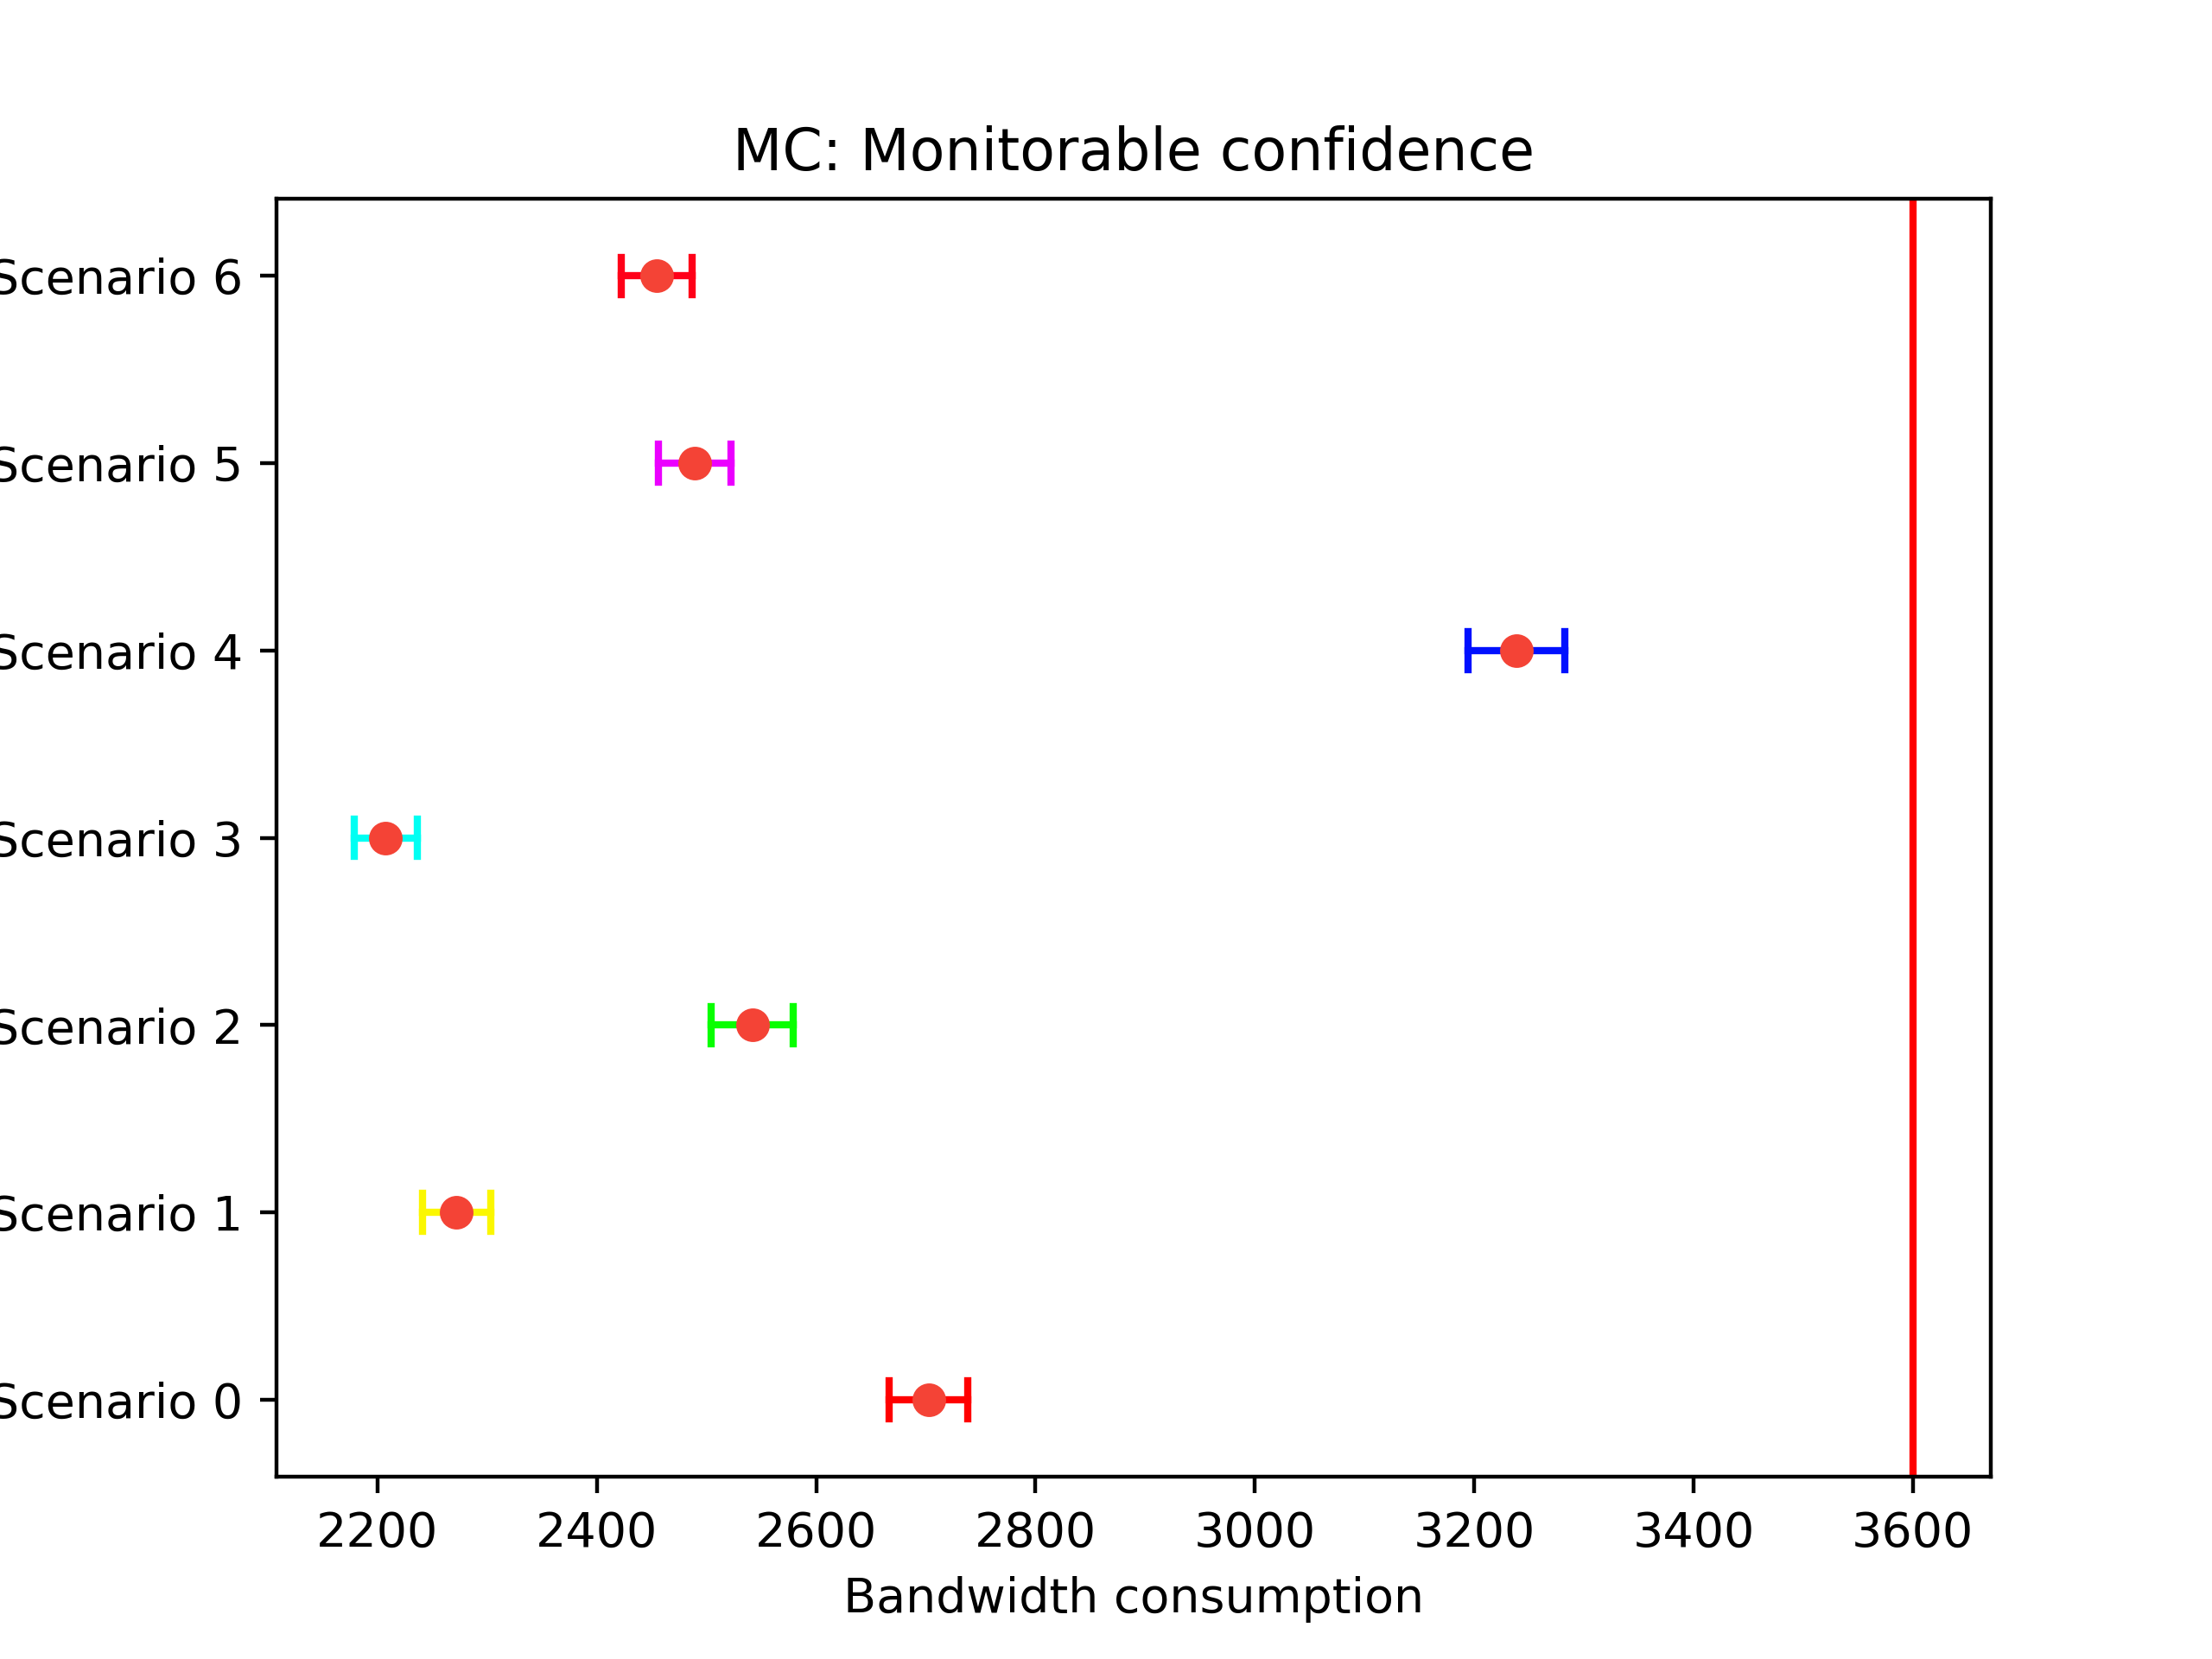 MC: Monitorable confidence
Scenario 6
Scenario 5
Scenario 4
Scenario 3
Scenario 2
Scenario 1
Scenario 0
2200 2400 2600 2800 3000 3200 3400 3600
Bandwidth consumption